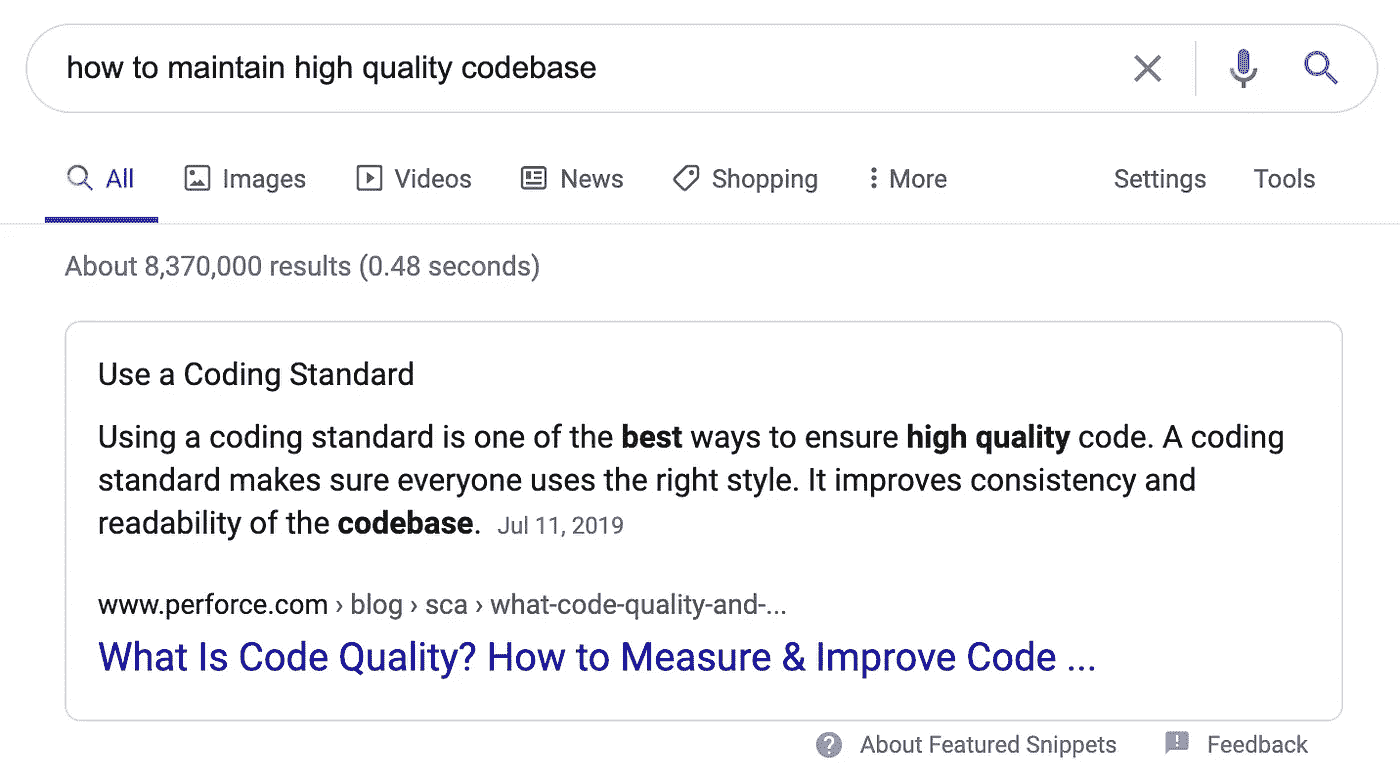 how to maintain high quality codebase
All Images Videos News Shopping More Settings Tools
About 8,370,000 results (0.48 seconds)
Use a Coding Standard
Using a coding standard is one of the best ways to ensure high quality code. A coding
standard makes sure everyone uses the right style. It improves consistency and
readability of the codebase. Jul 11, 2019
www.perforce.com › blog › sca › what-code-quality-and-...
What Is Code Quality? How to Measure & Improve Code ...
About Featured Snippets Feedback